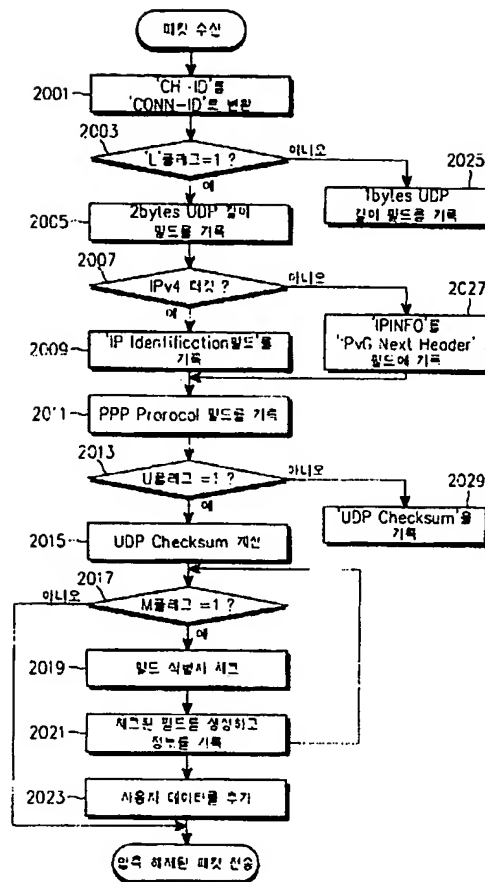 패킷 수신
2001
'CH-ID'를
'CONN-ID'로 변환
2003
'L'플래그=1 ?
아니오
2025
예
1bytes UDP
길이 필드를 기록
2005
2bytes UDP 길이
필드를 기록
2007
IPv4 패킷 ?
아니오
2027
예
'IPINFO'를
'IPv6 Next Header'
필드에 기록
2009
'IP Identification필드'를
기록
2011
PPP Prorocol 필드를 기록
2013
U플래그 =1 ?
아니오
2029
예
'UDP Checksum'을
기록
2015
UDP Checksum 계산
2017
아니오
M플래그 =1 ?
예
2019
필드 식별자 체크
2021
체크된 필드를 생성하고
정보를 기록
2023
사용자 데이터를 추가
압축 해제된 패킷 전송